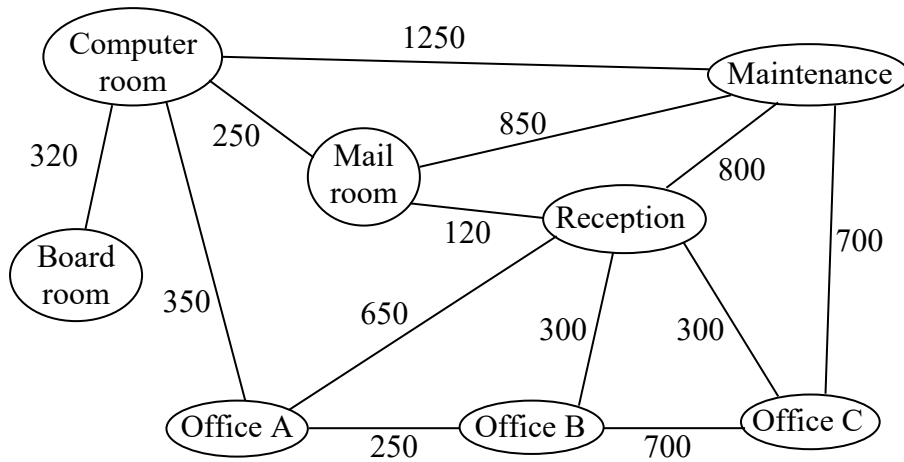 Computer
room
1250
Maintenance
320
250
Mail
room
850
800
120
Reception
Board
room
700
350
650
300
300
Office A
250
Office B
700
Office C